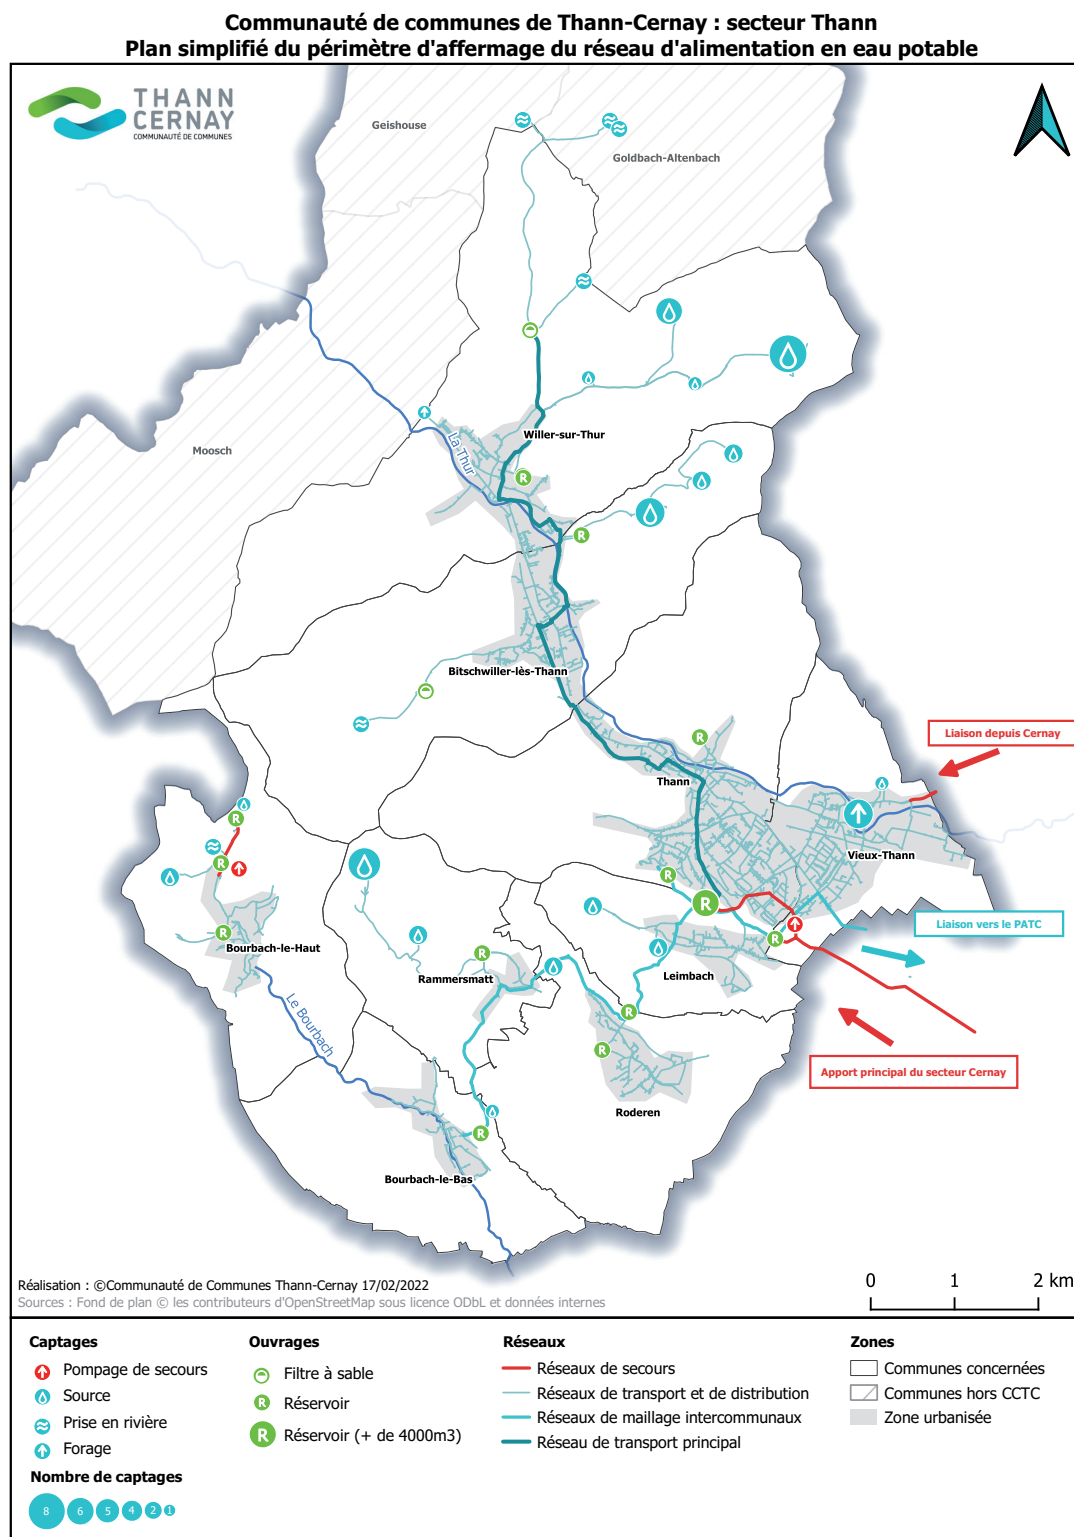 Communauté de communes de Thann-Cernay : secteur Thann
Plan simplifié du périmètre d'affermage du réseau d'alimentation en eau potable
THANN
CERNAY
COMMUNAUTÉ DE COMMUNES
Geishouse
Goldbach-Altenbach
Moosch
La Thur
Willer-sur-Thur
R
R
Bitschwiller-lès-Thann
Liaison depuis Cernay
R
Thann
R
Vieux-Thann
R
R
R
R
Liaison vers le PATC
R
Bourbach-le-Haut
R
Leimbach
R
Rammersmatt
Le Bourbach
R
R
Apport principal du secteur Cernay
Roderen
R
Bourbach-le-Bas
Réalisation : ©Communauté de Communes Thann-Cernay 17/02/2022
Sources : Fond de plan © les contributeurs d'OpenStreetMap sous licence ODbL et données internes
0 1 2 km
Captages
Pompage de secours
Source
Prise en rivière
Forage
Nombre de captages
8 6 5 4 2 1
Ouvrages
Filtre à sable
R Réservoir
R Réservoir (+ de 4000m3)
Réseaux
Réseaux de secours
Réseaux de transport et de distribution
Réseaux de maillage intercommunaux
Réseau de transport principal
Zones
Communes concernées
Communes hors CCTC
Zone urbanisée